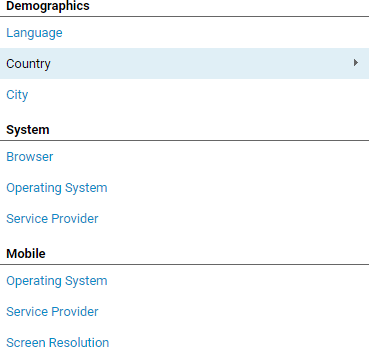 Demographics
Language
Country
City
System
Browser
Operating System
Service Provider
Mobile
Operating System
Service Provider
Screen Resolution